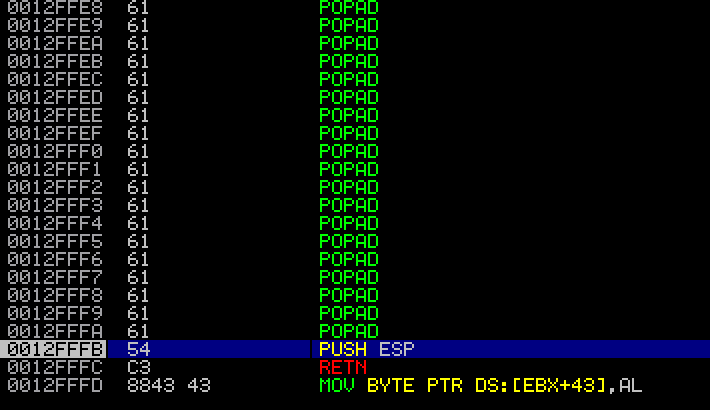 0012FFE8 61 POPAD
0012FFE9 61 POPAD
0012FFEA 61 POPAD
0012FFEB 61 POPAD
0012FFEC 61 POPAD
0012FFED 61 POPAD
0012FFEE 61 POPAD
0012FFEF 61 POPAD
0012FFF0 61 POPAD
0012FFF1 61 POPAD
0012FFF2 61 POPAD
0012FFF3 61 POPAD
0012FFF4 61 POPAD
0012FFF5 61 POPAD
0012FFF6 61 POPAD
0012FFF7 61 POPAD
0012FFF8 61 POPAD
0012FFF9 61 POPAD
0012FFFA 61 POPAD
0012FFFB 54 PUSH ESP
0012FFFC C3 RETN
0012FFFD 8843 43 MOV BYTE PTR DS:[EBX+43],AL